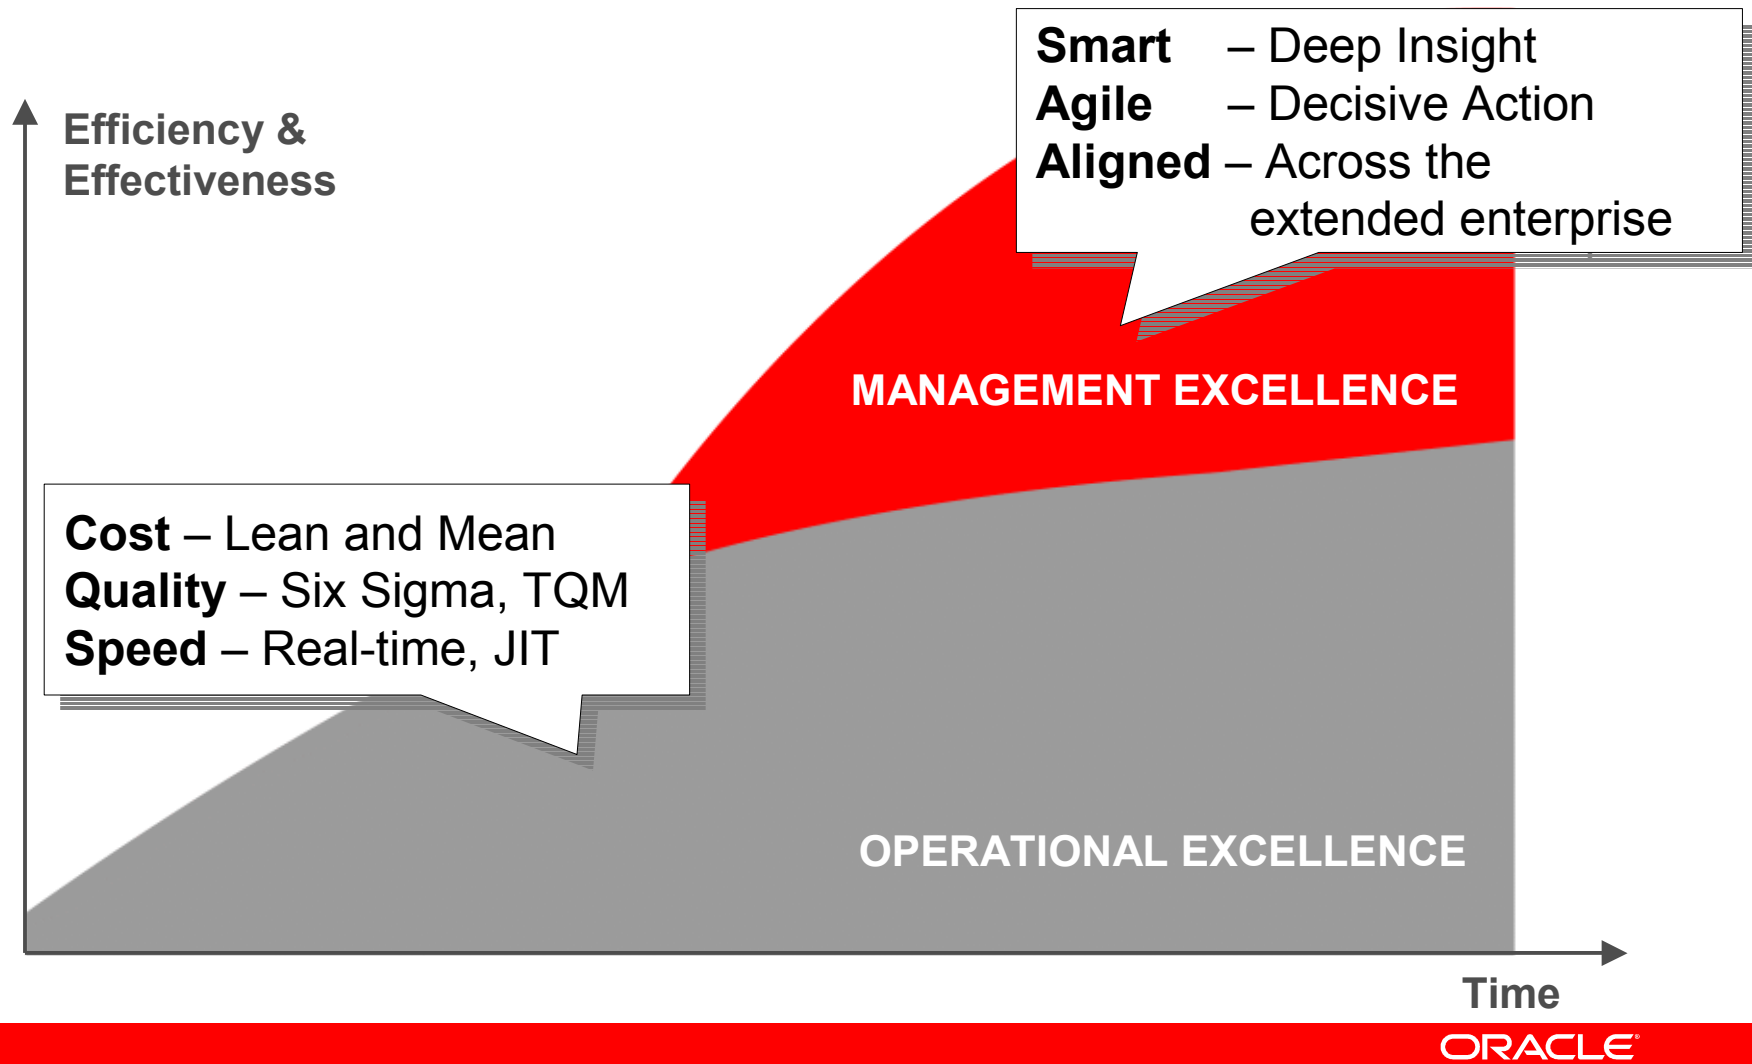 Smart – Deep Insight
Agile – Decisive Action
Aligned – Across the
extended enterprise
Efficiency &
Effectiveness
MANAGEMENT EXCELLENCE
Cost – Lean and Mean
Quality – Six Sigma, TQM
Speed – Real-time, JIT
OPERATIONAL EXCELLENCE
Time
ORACLE